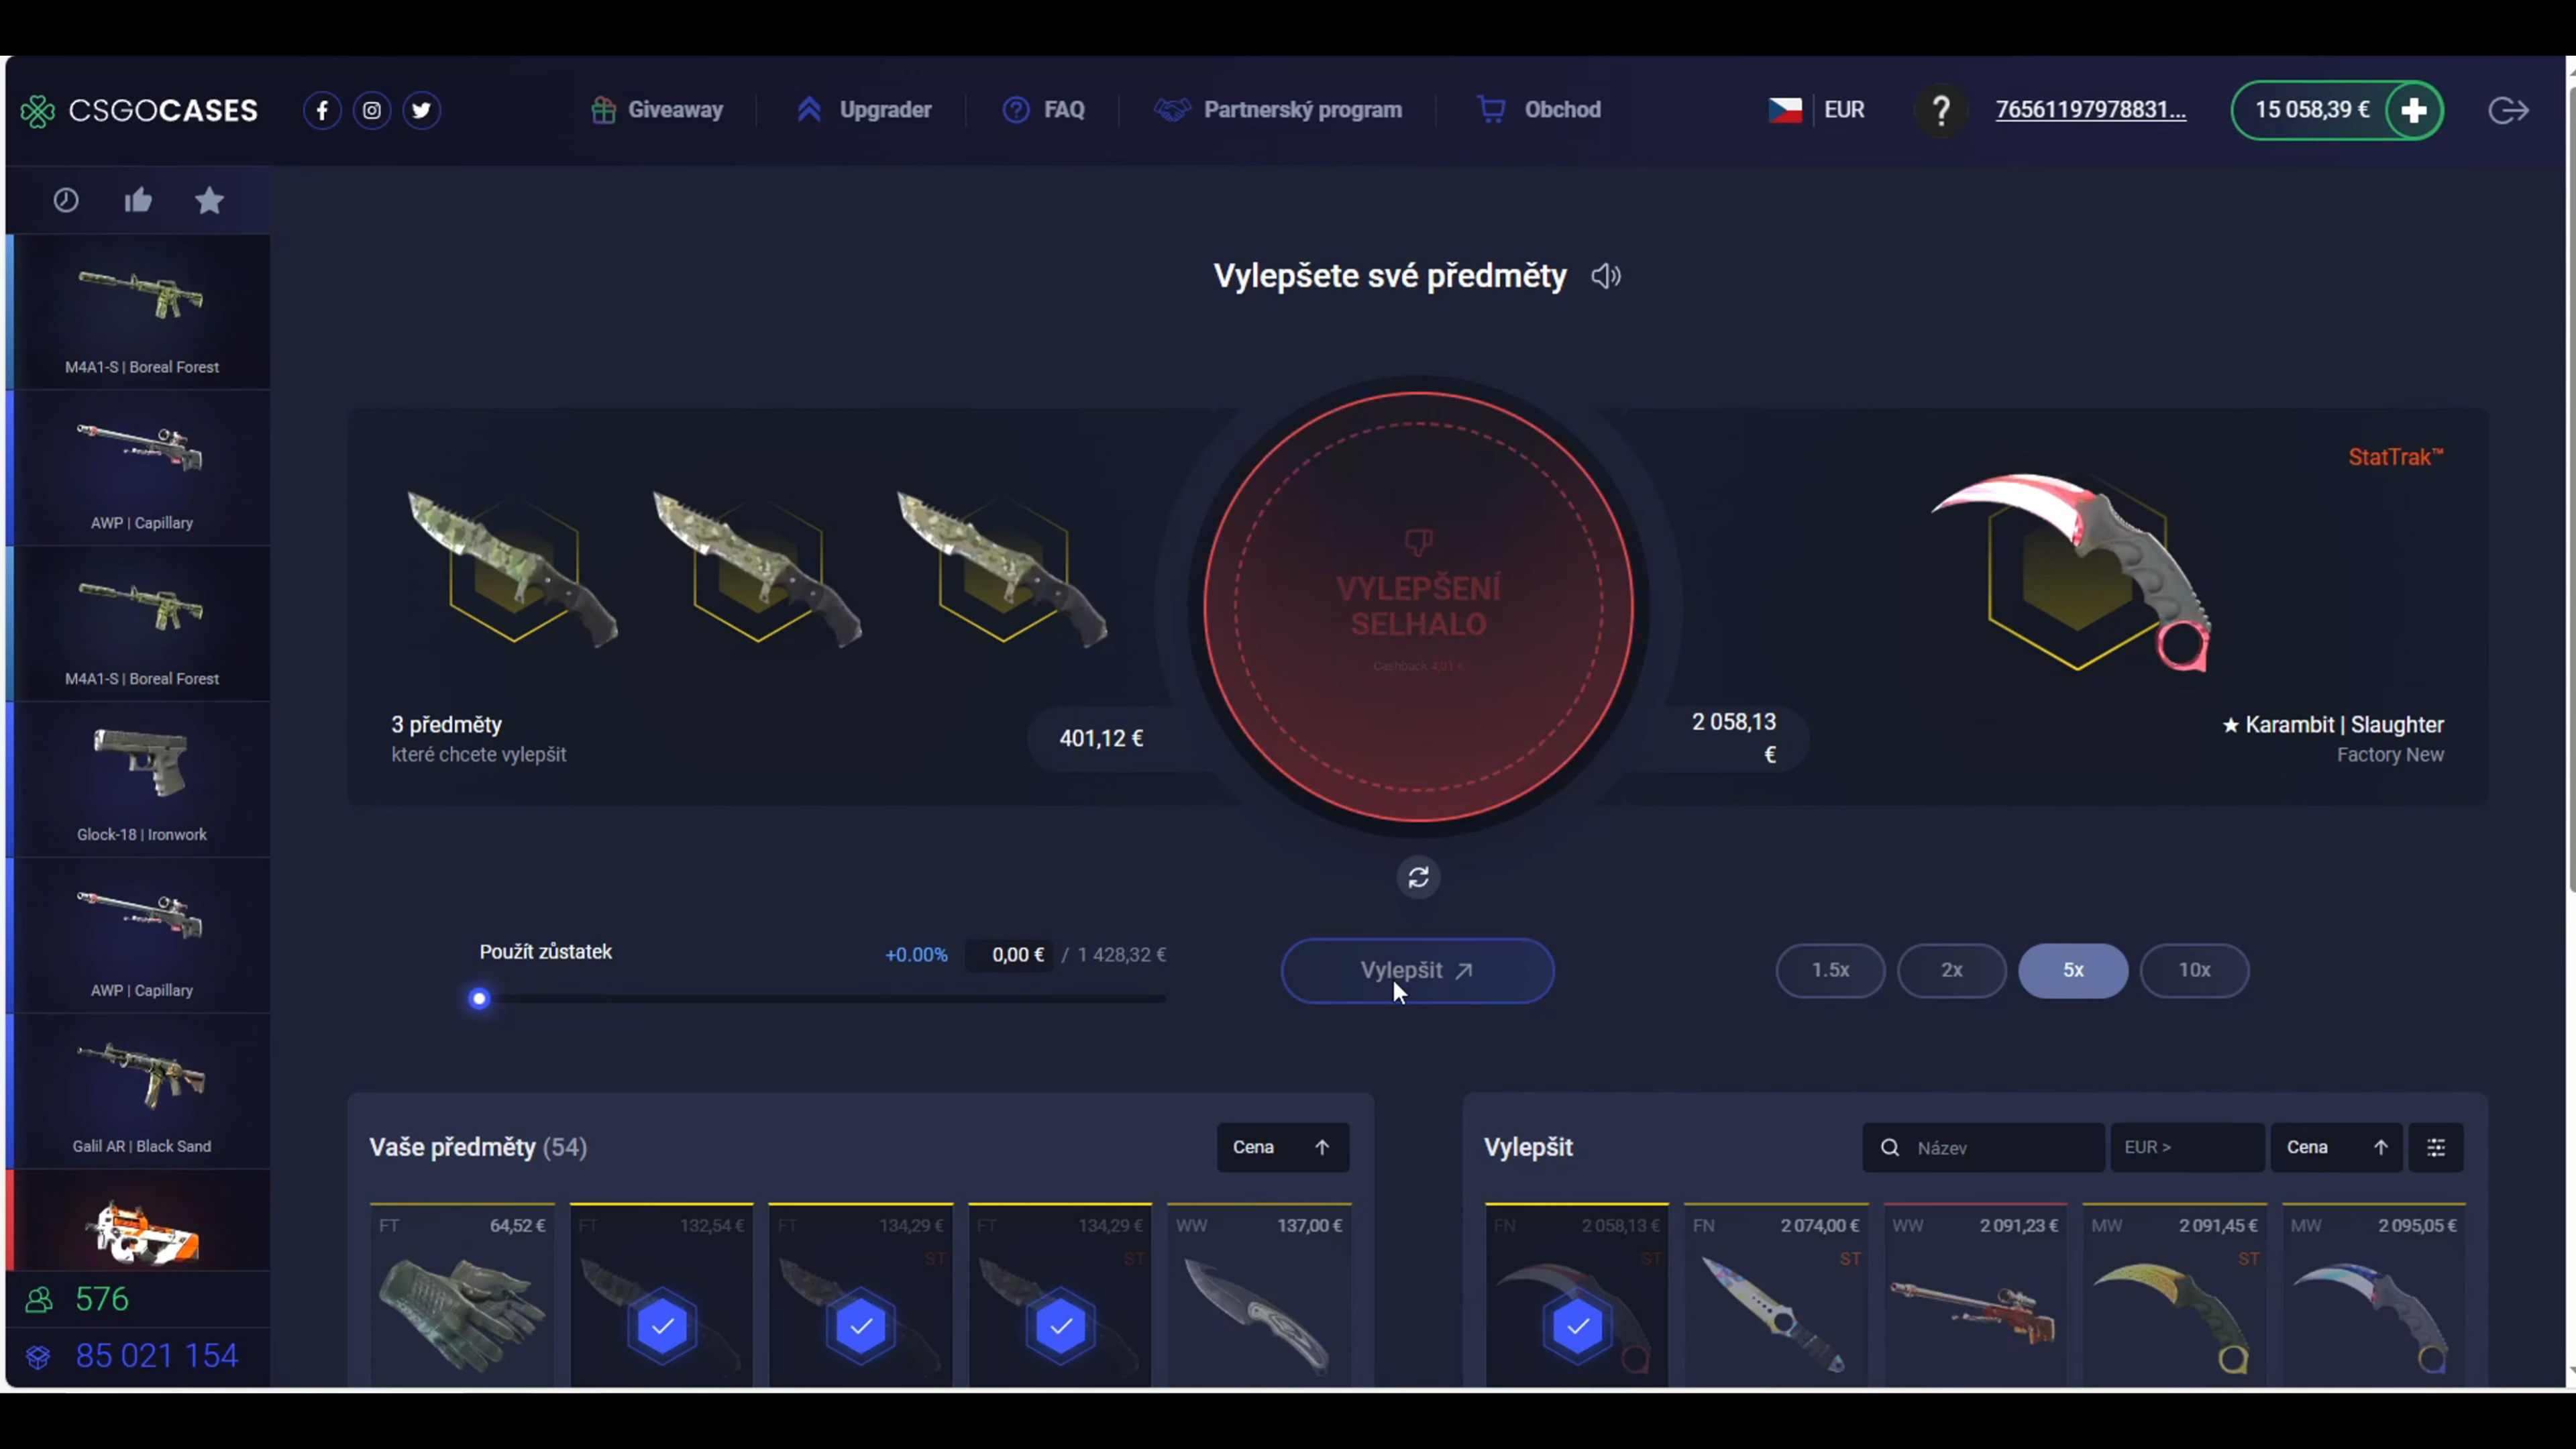 CSGOCASES
Giveaway
Upgrader
FAQ
Partnerský program
Obchod
EUR
76561197978831...
15 058,39 €
M4A1-S | Boreal Forest
AWP | Capillary
M4A1-S | Boreal Forest
Glock-18 | Ironwork
AWP | Capillary
Galil AR | Black Sand
576
85 021 154
Vylepšete své předměty
3 předměty
které chcete vylepšit
401,12 €
VYLEPŠENÍ
SELHALO
Cashback 4,01 €
StatTrak™
2 058,13
€
★ Karambit | Slaughter
Factory New
Použít zůstatek
+0.00%
0,00 €
/ 1 428,32 €
Vylepšit
1.5x
2x
5x
10x
Vaše předměty (54)
Cena
FT 64,52 €
FT 132,54 €
FT 134,29 €
ST
FT 134,29 €
ST
WW 137,00 €
Vylepšit
Název
EUR >
Cena
FN 2 058,13 €
ST
FN 2 074,00 €
ST
WW 2 091,23 €
MW 2 091,45 €
ST
MW 2 095,05 €